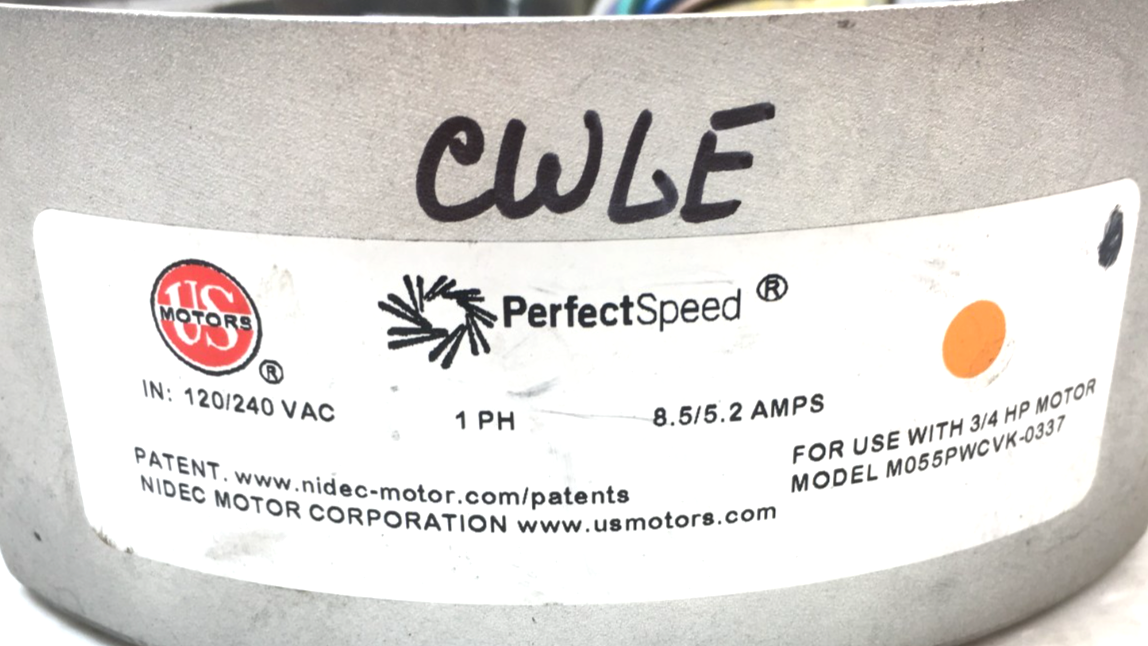 CWLE
US
MOTORS
®
PerfectSpeed ®
IN: 120/240 VAC 1 PH 8.5/5.2 AMPS
FOR USE WITH 3/4 HP MOTOR
MODEL M055PWCVK-0337
PATENT. www.nidec-motor.com/patents
NIDEC MOTOR CORPORATION www.usmotors.com